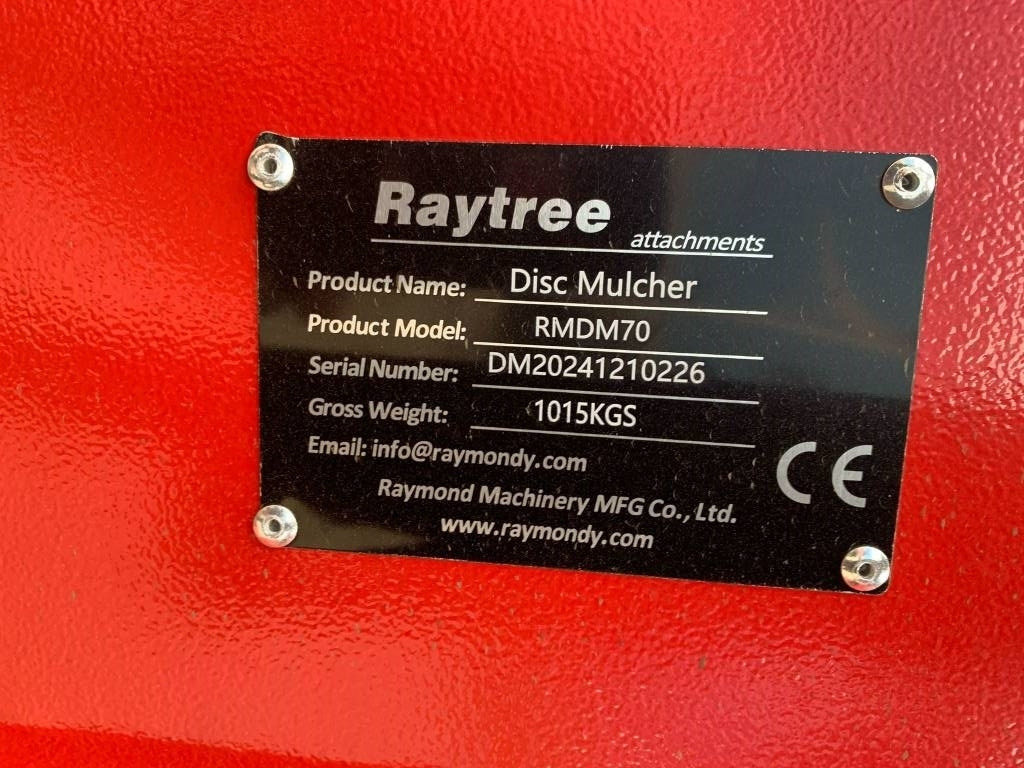 Raytree
attachments
Product Name: Disc Mulcher
Product Model: RMDM70
Serial Number: DM20241210226
Gross Weight: 1015KGS
Email: info@raymondy.com
CE
Raymond Machinery MFG Co., Ltd.
www.raymondy.com